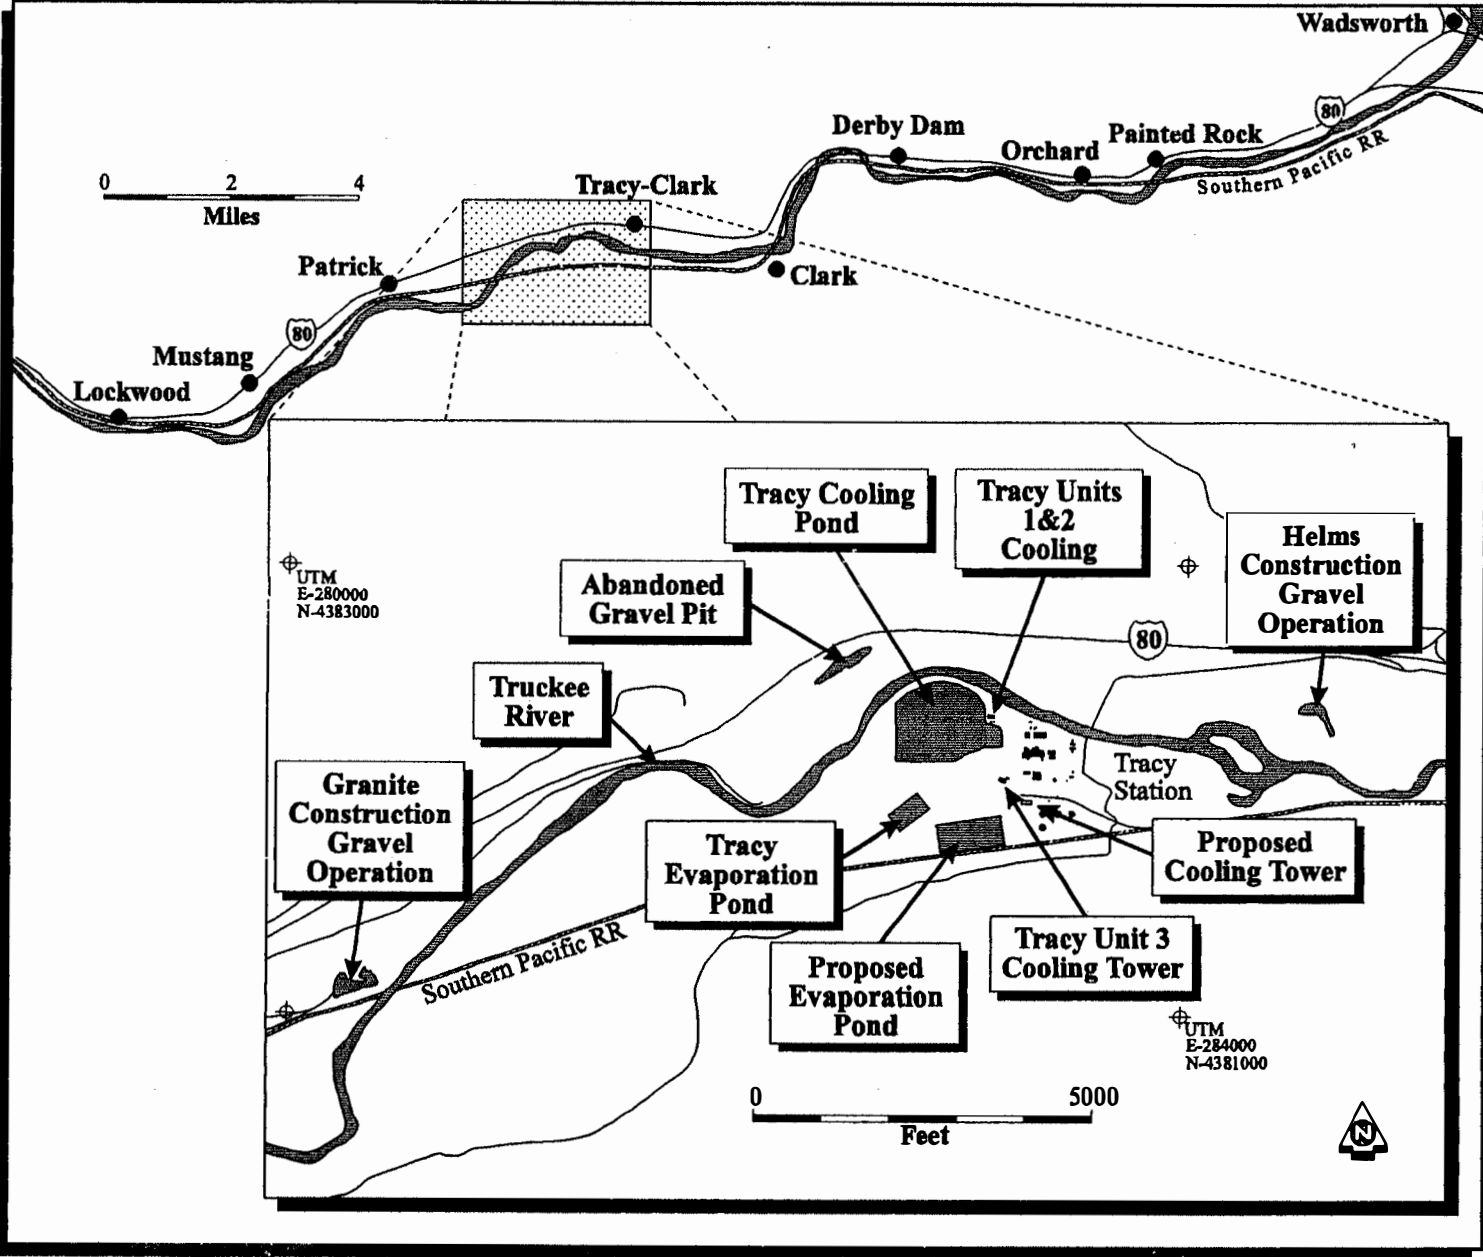 Wadsworth
80
Derby Dam
Painted Rock
Orchard
Southern Pacific RR
0 2 4
Miles
Tracy-Clark
Patrick
Clark
80
Mustang
Lockwood
Tracy Cooling
Pond
Tracy Units
1&2
Cooling
Helms
Construction
Gravel
Operation
UTM
E-280000
N-4383000
Abandoned
Gravel Pit
80
Truckee
River
Granite
Construction
Gravel
Operation
Tracy
Station
Tracy
Evaporation
Pond
Proposed
Cooling Tower
Southern Pacific RR
Proposed
Evaporation
Pond
Tracy Unit 3
Cooling Tower
UTM
E-284000
N-4381000
0 5000
Feet
N